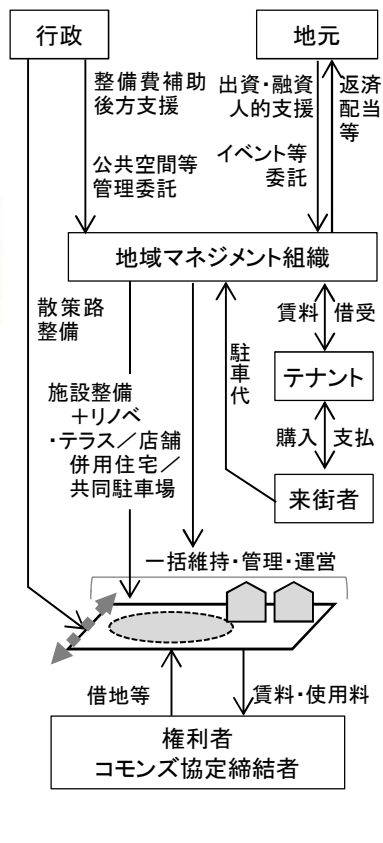 行政
地元
整備費補助
後方支援
出資・融資
人的支援
返済
配当
等
公共空間等
管理委託
イベント等
委託
地域マネジメント組織
散策路
整備
駐車代
賃料
借受
テナント
施設整備
＋リノベ
・テラス／店舗
併用住宅／
共同駐車場
購入
支払
来街者
一括維持・管理・運営
借地等
賃料・使用料
権利者
コモンズ協定締結者